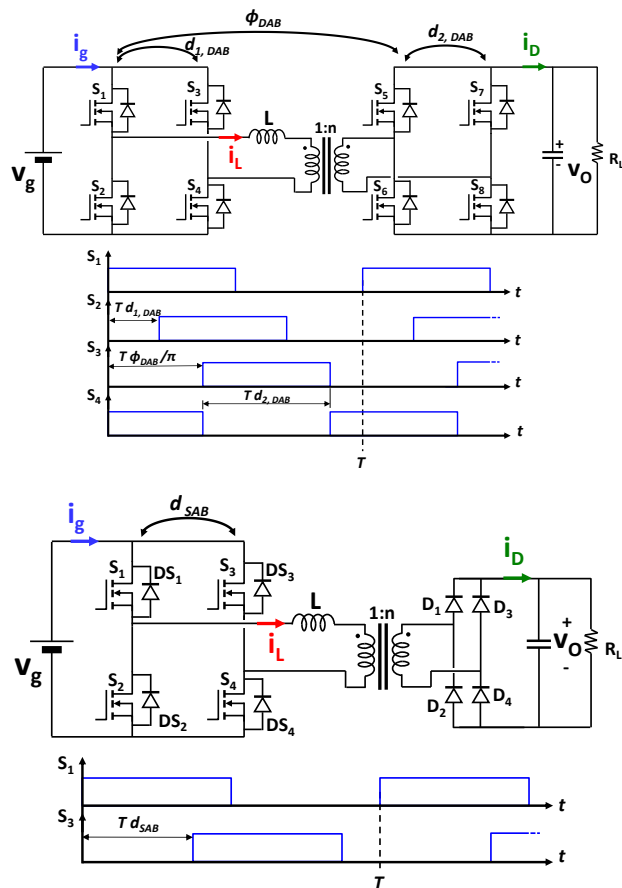 ϕDAB
d1, DAB
d2, DAB
ig
iD
S1
S3
S5
S7
L
1:n
iL
vg
+
-
vO
RL
S2
S4
S6
S8
S1
t
S2
T d1, DAB
t
S3
T ϕDAB/π
t
S4
T d2, DAB
t
T
d SAB
ig
iD
S1
DS1
S3
DS3
L
1:n
D1
D3
iL
vg
+
vO
-
RL
S2
DS2
S4
DS4
D2
D4
S1
t
S3
T dSAB
t
T